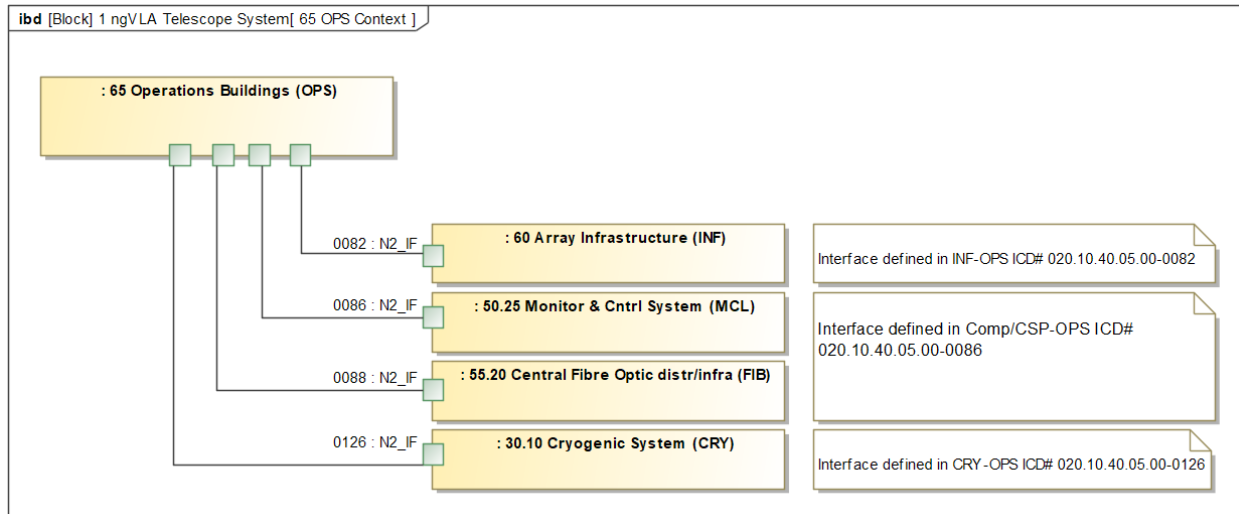 ibd [Block] 1 ngVLA Telescope System[ 65 OPS Context ]
: 65 Operations Buildings (OPS)
0082 : N2_IF
: 60 Array Infrastructure (INF)
Interface defined in INF-OPS ICD# 020.10.40.05.00-0082
0086 : N2_IF
: 50.25 Monitor & Cntrl System (MCL)
Interface defined in Comp/CSP-OPS ICD#
020.10.40.05.00-0086
0088 : N2_IF
: 55.20 Central Fibre Optic distr/infra (FIB)
0126 : N2_IF
: 30.10 Cryogenic System (CRY)
Interface defined in CRY-OPS ICD# 020.10.40.05.00-0126